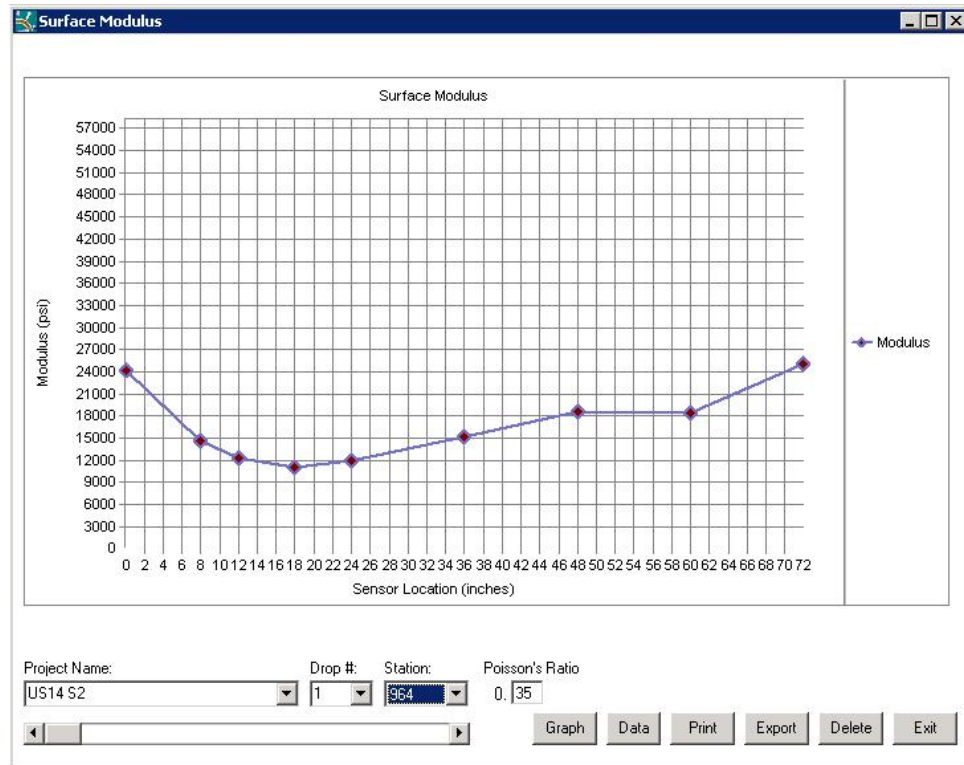 Surface Modulus
Surface Modulus
57000
54000
51000
48000
45000
42000
39000
36000
33000
30000
27000
24000
21000
18000
15000
12000
9000
6000
3000
0
Modulus (psi)
Modulus
0 2 4 6 8 10 12 14 16 18 20 22 24 26 28 30 32 34 36 38 40 42 44 46 48 50 52 54 56 58 60 62 64 66 68 70 72
Sensor Location (inches)
Project Name: Drop #: Station: Poisson's Ratio
US14 S2 1 964 0. 35
Graph Data Print Export Delete Exit